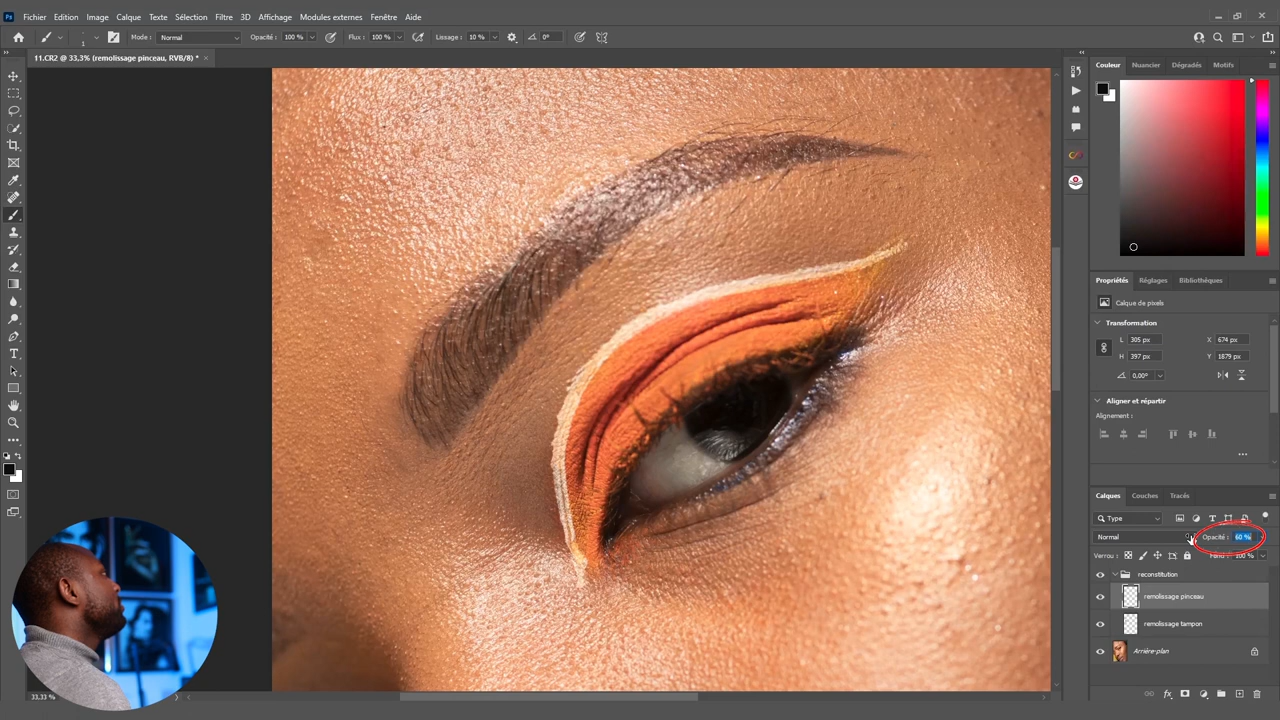 Ps Fichier Edition Image Calque Texte Sélection Filtre 3D Affichage Modules externes Fenêtre Aide
1 Mode : Normal Opacité : 100 % Flux : 100 % Lissage : 10 % 0°
11.CR2 @ 33,3% (remolissage pinceau, RVB/8) * ×
Couleur Nuancier Dégradés Motifs
Propriétés Réglages Bibliothèques
Calque de pixels
Transformation
L 305 px X 674 px
H 397 px Y 1879 px
0,00°
Aligner et répartir
Alignement :
Calques Couches Tracés
Type
Normal Opacité : 60 %
Verrou : Fond : 100 %
reconstitution
remolissage pinceau
remolissage tampon
Arrière-plan
33,33 %
fx